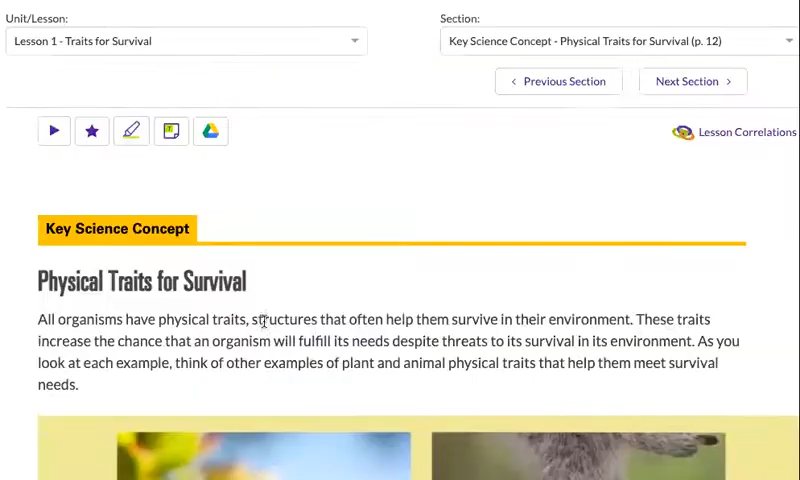 Unit/Lesson:
Section:
Lesson 1 - Traits for Survival
Key Science Concept - Physical Traits for Survival (p. 12)
Previous Section
Next Section
Lesson Correlations
Key Science Concept
Physical Traits for Survival
All organisms have physical traits, structures that often help them survive in their environment. These traits
increase the chance that an organism will fulfill its needs despite threats to its survival in its environment. As you
look at each example, think of other examples of plant and animal physical traits that help them meet survival
needs.